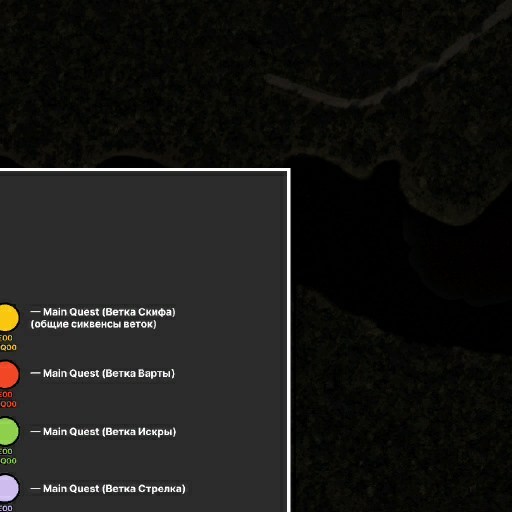 — Main Quest (Ветка Скифа)
(общие сиквенсы веток)
E00
Q00
— Main Quest (Ветка Варты)
E00
Q00
— Main Quest (Ветка Искры)
E00
Q00
— Main Quest (Ветка Стрелка)
E00